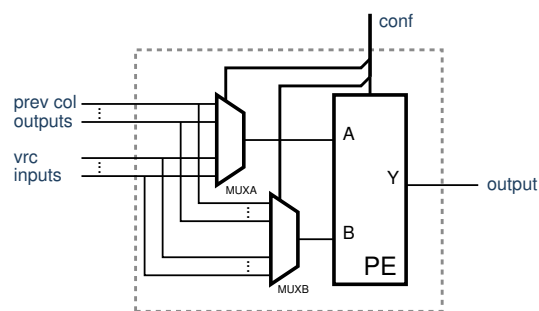 conf
prev col
outputs
vrc
inputs
A
MUXA
Y
output
B
PE
MUXB